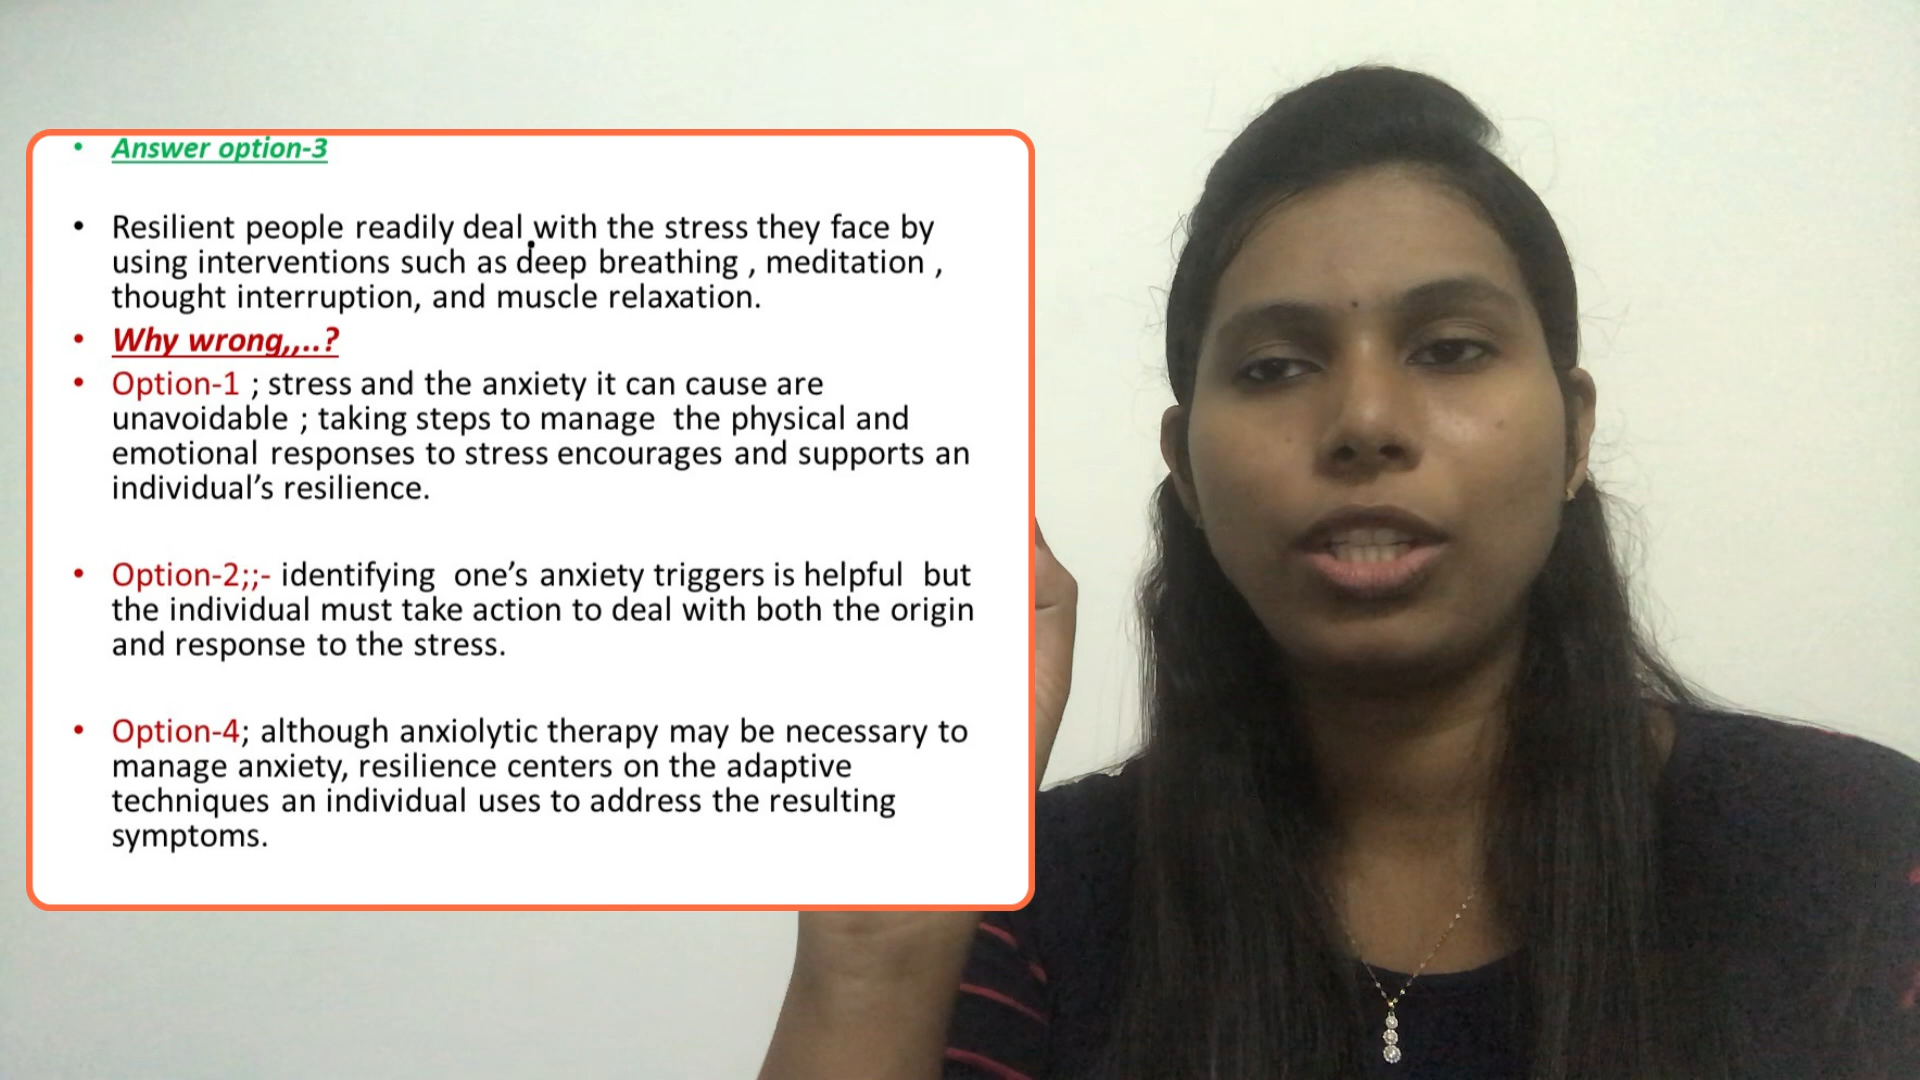 • Answer option-3
• Resilient people readily deal with the stress they face by
using interventions such as deep breathing , meditation ,
thought interruption, and muscle relaxation.
• Why wrong,,..?
• Option-1 ; stress and the anxiety it can cause are
unavoidable ; taking steps to manage the physical and
emotional responses to stress encourages and supports an
individual’s resilience.
• Option-2;;- identifying one’s anxiety triggers is helpful but
the individual must take action to deal with both the origin
and response to the stress.
• Option-4; although anxiolytic therapy may be necessary to
manage anxiety, resilience centers on the adaptive
techniques an individual uses to address the resulting
symptoms.